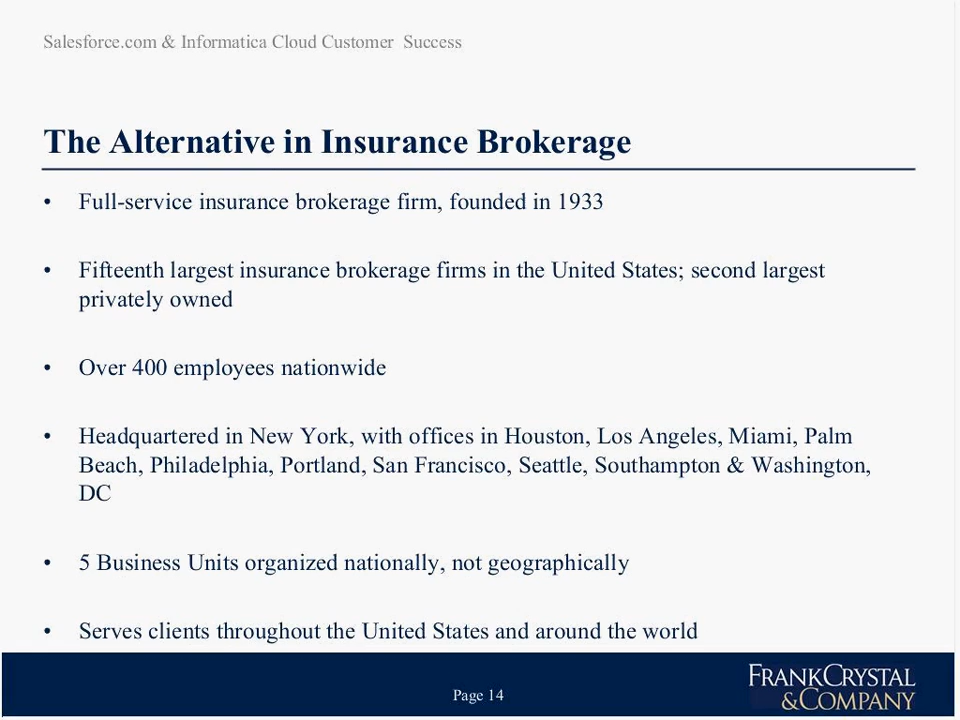 Salesforce.com & Informatica Cloud Customer Success
The Alternative in Insurance Brokerage
• Full-service insurance brokerage firm, founded in 1933
• Fifteenth largest insurance brokerage firms in the United States; second largest
privately owned
• Over 400 employees nationwide
• Headquartered in New York, with offices in Houston, Los Angeles, Miami, Palm
Beach, Philadelphia, Portland, San Francisco, Seattle, Southampton & Washington,
DC
• 5 Business Units organized nationally, not geographically
• Serves clients throughout the United States and around the world
Page 14
FRANKCRYSTAL
&COMPANY